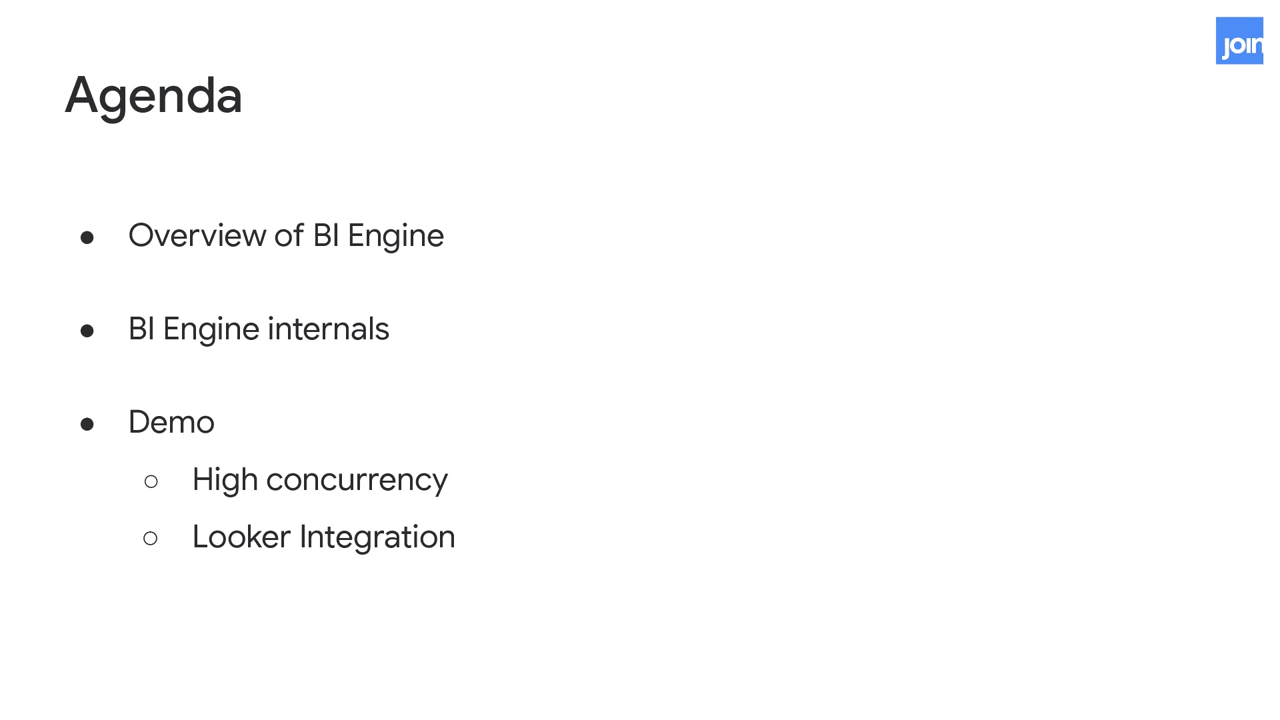 join
Agenda
● Overview of BI Engine
● BI Engine internals
● Demo
○ High concurrency
○ Looker Integration